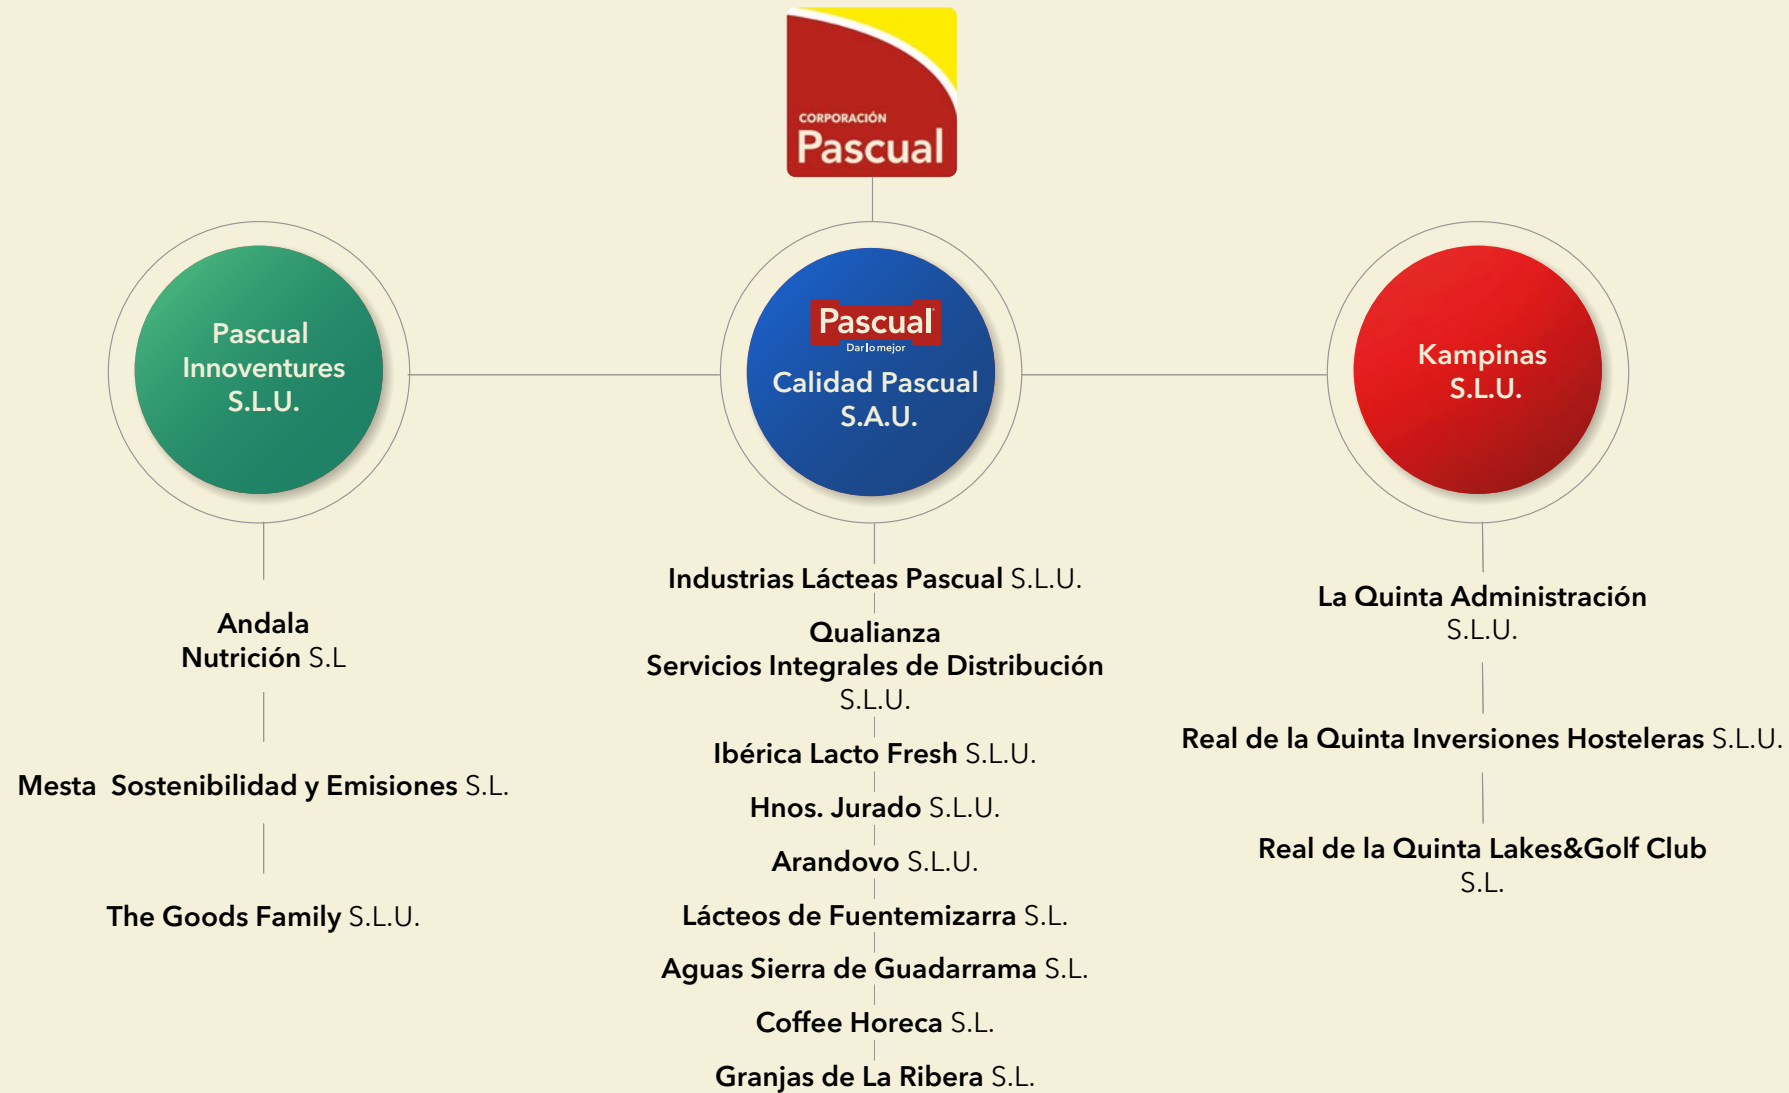 CORPORACIÓN
Pascual
Pascual
Innoventures
S.L.U.
Pascual
Dar lo mejor
Calidad Pascual
S.A.U.
Kampinas
S.L.U.
Andala
Nutrición S.L
Mesta Sostenibilidad y Emisiones S.L.
The Goods Family S.L.U.
Industrias Lácteas Pascual S.L.U.
Qualianza
Servicios Integrales de Distribución
S.L.U.
Ibérica Lacto Fresh S.L.U.
Hnos. Jurado S.L.U.
Arandovo S.L.U.
Lácteos de Fuentemizarra S.L.
Aguas Sierra de Guadarrama S.L.
Coffee Horeca S.L.
Granjas de La Ribera S.L.
La Quinta Administración
S.L.U.
Real de la Quinta Inversiones Hosteleras S.L.U.
Real de la Quinta Lakes&Golf Club
S.L.